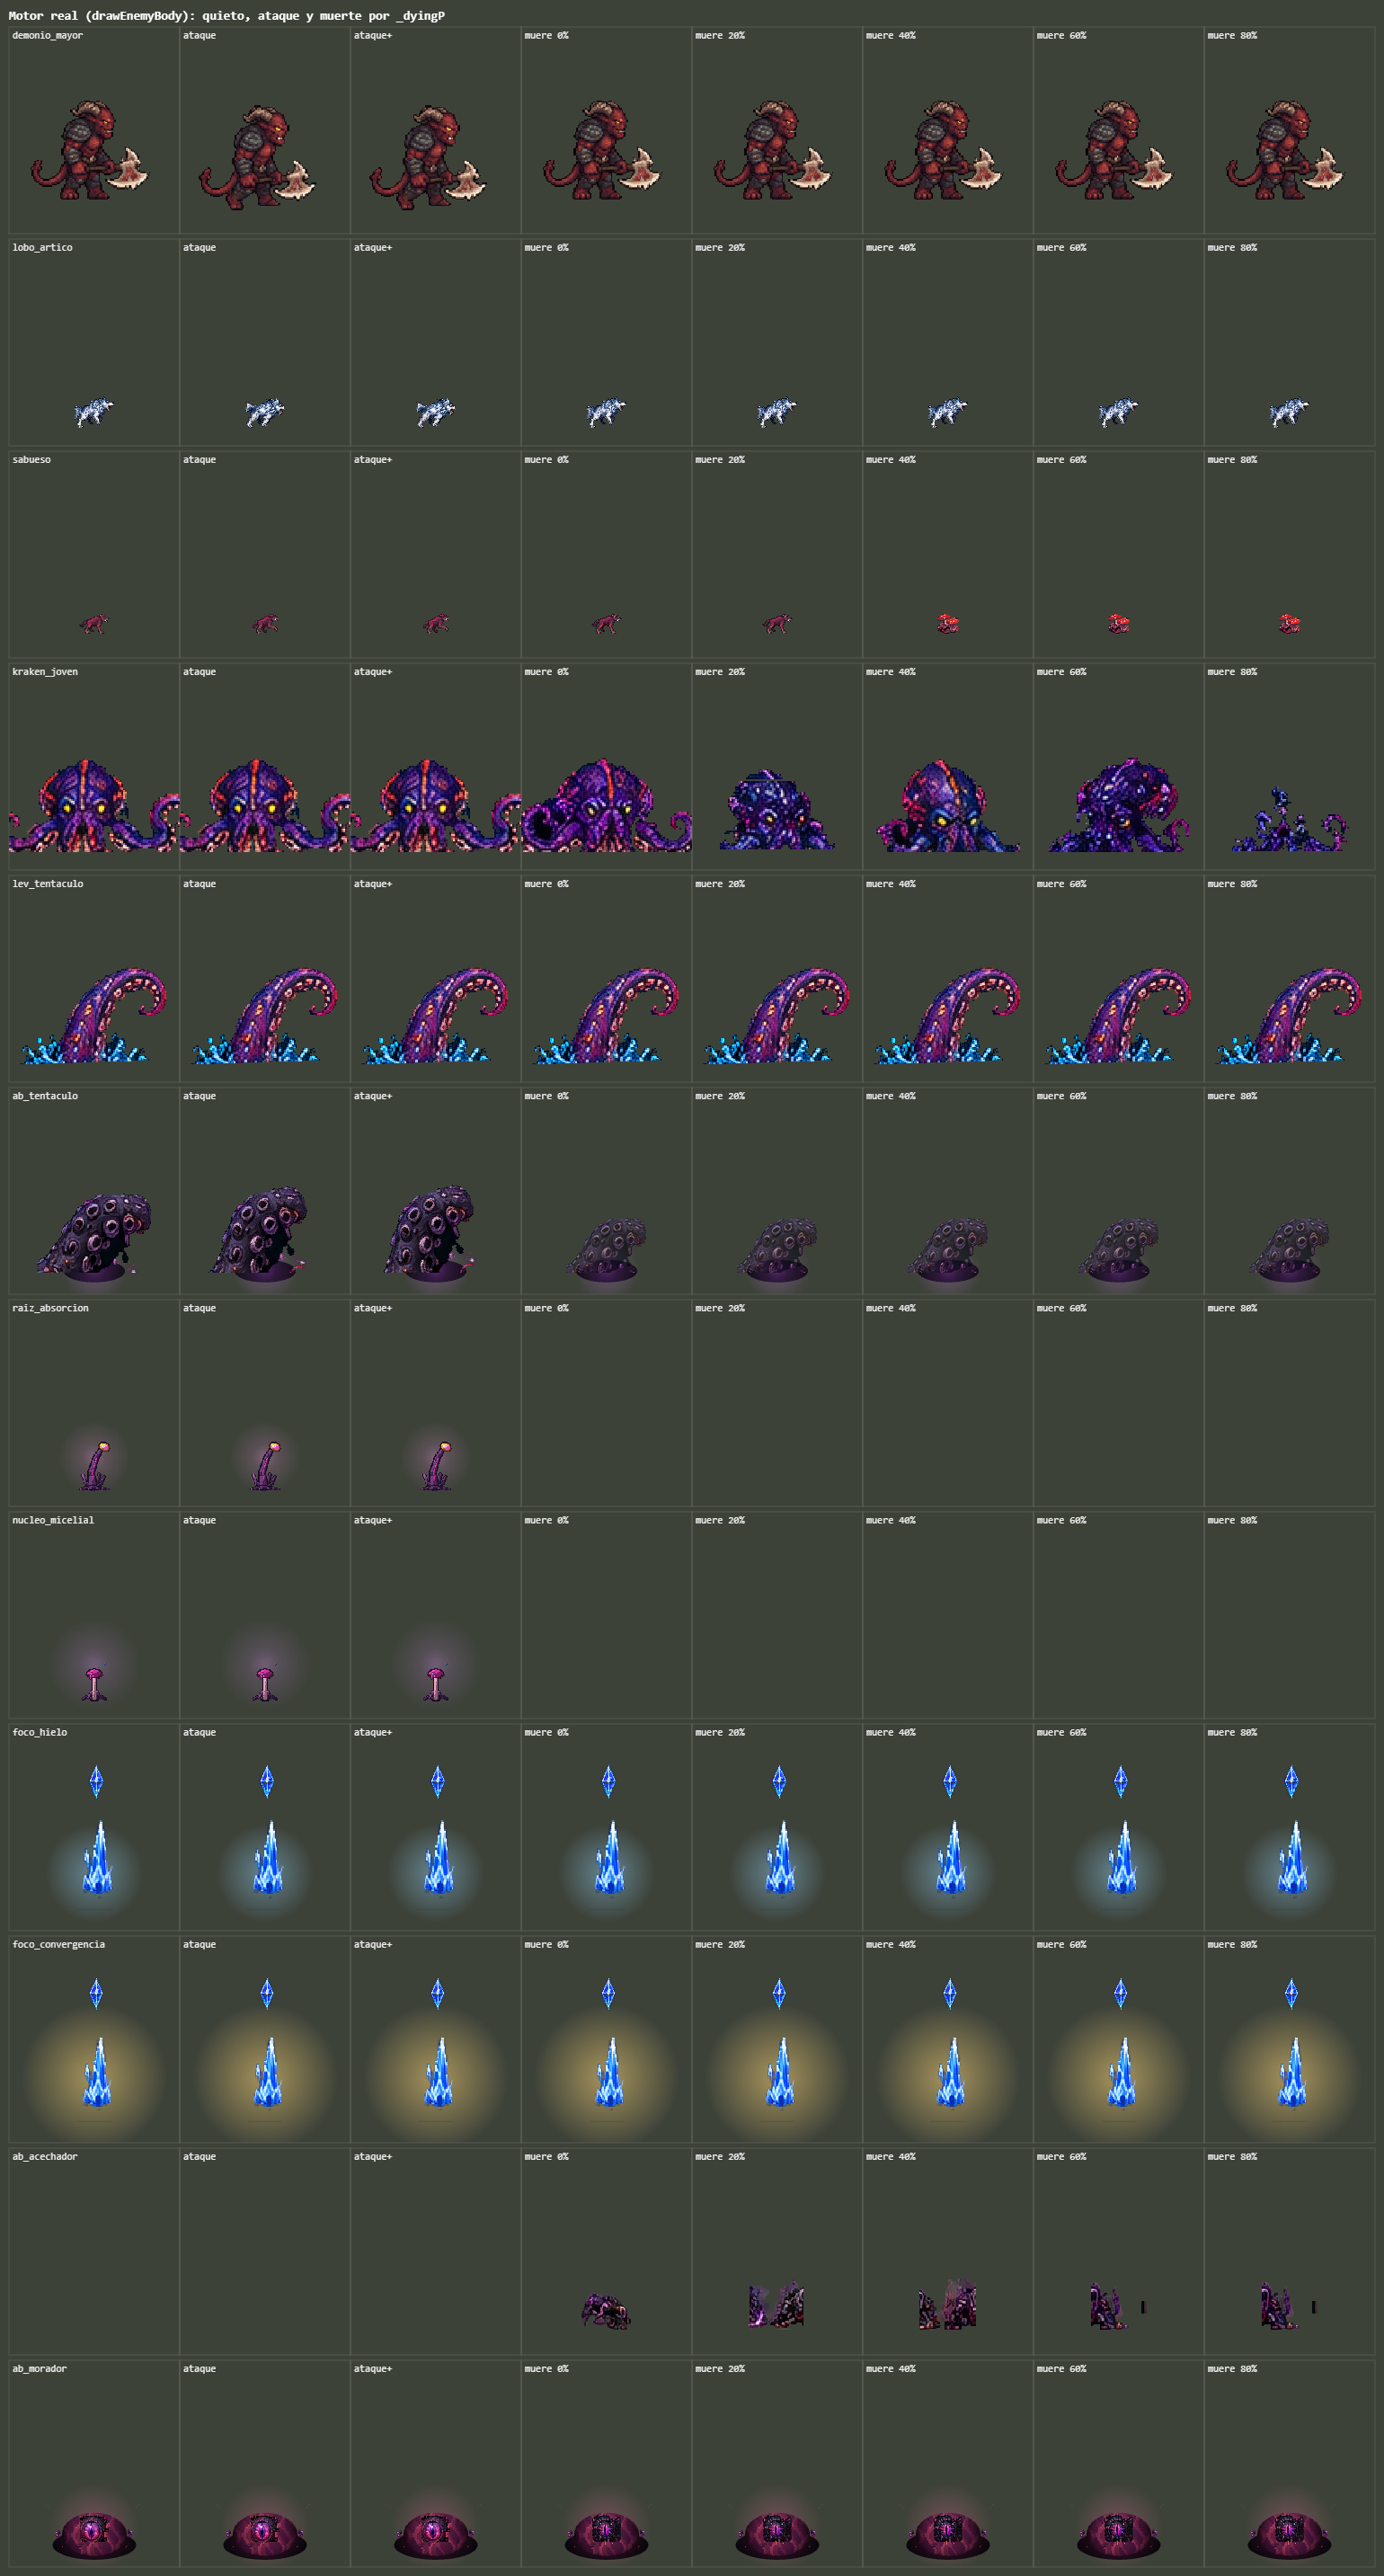 Motor real (drawEnemyBody): quieto, ataque y muerte por _dyingP
demonio_mayor ataque ataque+ muere 0% muere 20% muere 40% muere 60% muere 80%
lobo_artico ataque ataque+ muere 0% muere 20% muere 40% muere 60% muere 80%
sabueso ataque ataque+ muere 0% muere 20% muere 40% muere 60% muere 80%
kraken_joven ataque ataque+ muere 0% muere 20% muere 40% muere 60% muere 80%
lev_tentaculo ataque ataque+ muere 0% muere 20% muere 40% muere 60% muere 80%
ab_tentaculo ataque ataque+ muere 0% muere 20% muere 40% muere 60% muere 80%
raiz_absorcion ataque ataque+ muere 0% muere 20% muere 40% muere 60% muere 80%
nucleo_micelial ataque ataque+ muere 0% muere 20% muere 40% muere 60% muere 80%
foco_hielo ataque ataque+ muere 0% muere 20% muere 40% muere 60% muere 80%
foco_convergencia ataque ataque+ muere 0% muere 20% muere 40% muere 60% muere 80%
ab_acechador ataque ataque+ muere 0% muere 20% muere 40% muere 60% muere 80%
ab_morador ataque ataque+ muere 0% muere 20% muere 40% muere 60% muere 80%